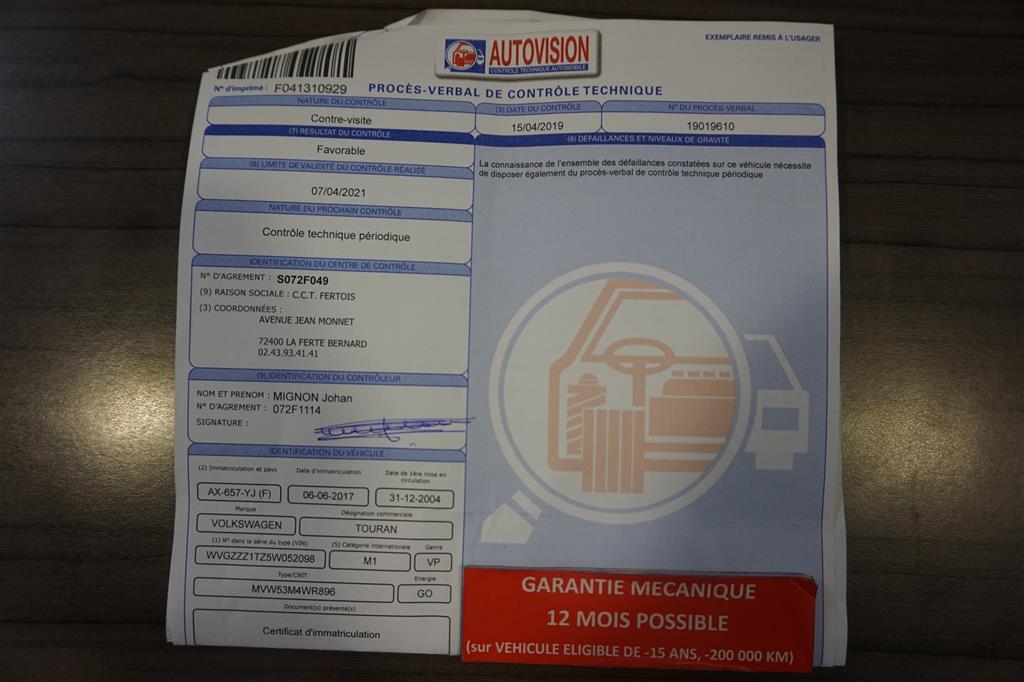 AUTOVISION
CONTROLE TECHNIQUE AUTOMOBILE
EXEMPLAIRE REMIS À L'USAGER
N° d'imprimé : F041310929
PROCÈS-VERBAL DE CONTRÔLE TECHNIQUE
NATURE DU CONTRÔLE
Contre-visite
(3) DATE DU CONTRÔLE
15/04/2019
N° DU PROCÈS-VERBAL
19019610
(7) RÉSULTAT DU CONTRÔLE
Favorable
(8) LIMITE DE VALIDITÉ DU CONTRÔLE RÉALISÉ
07/04/2021
NATURE DU PROCHAIN CONTRÔLE
Contrôle technique périodique
(6) DÉFAILLANCES ET NIVEAUX DE GRAVITÉ
La connaissance de l'ensemble des défaillances constatées sur ce véhicule nécessite
de disposer également du procès-verbal de contrôle technique périodique
IDENTIFICATION DU CENTRE DE CONTRÔLE
N° D'AGREMENT : S072F049
(9) RAISON SOCIALE : C.C.T. FERTOIS
(3) COORDONNÉES :
AVENUE JEAN MONNET
72400 LA FERTE BERNARD
02.43.93.41.41
(9) IDENTIFICATION DU CONTRÔLEUR
NOM ET PRENOM : MIGNON Johan
N° D'AGREMENT : 072F1114
SIGNATURE :
IDENTIFICATION DU VÉHICULE
(2) Immatriculation et pays
Date d'immatriculation
Date de 1ère mise en
circulation
AX-657-YJ (F)
06-06-2017
31-12-2004
Marque
Désignation commerciale
VOLKSWAGEN
TOURAN
(1) N° dans la série du type (VIN)
(5) Catégorie internationale
Genre
WVGZZZ1TZ5W052098
M1
VP
Type/CNIT
Energie
MVW53M4WR896
GO
Document(s) présenté(s)
Certificat d'immatriculation
GARANTIE MECANIQUE
12 MOIS POSSIBLE
(sur VEHICULE ELIGIBLE DE -15 ANS, -200 000 KM)